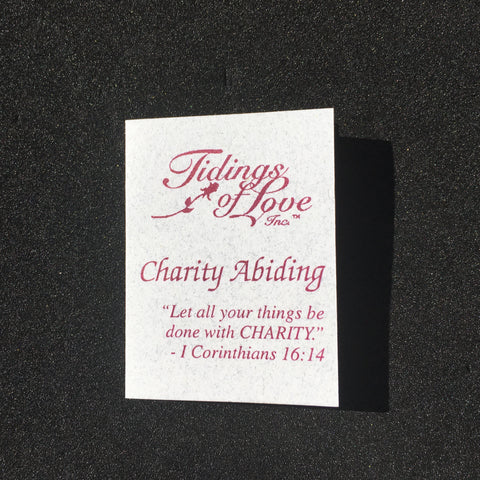 Tidings
of Love
Inc.™
Charity Abiding
“Let all your things be
done with CHARITY.”
- I Corinthians 16:14